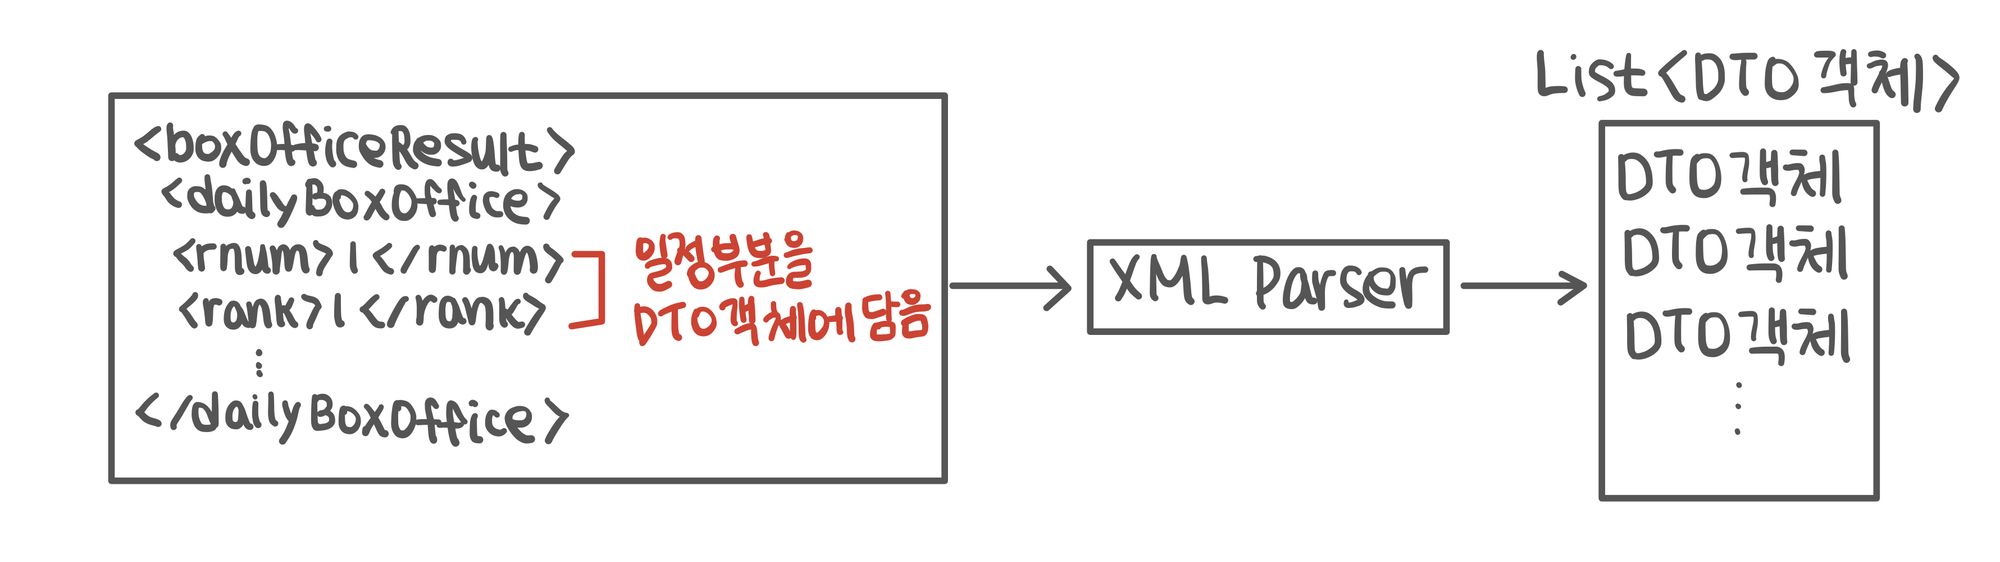 <boxOfficeResult>
<dailyBoxOffice>
<rnum>1</rnum>
<rank>1</rank>
⋮
</dailyBoxOffice>
일정부분을
DTO객체에 담음
XML Parser
List<DTO 객체>
DTO객체
DTO객체
DTO객체
⋮